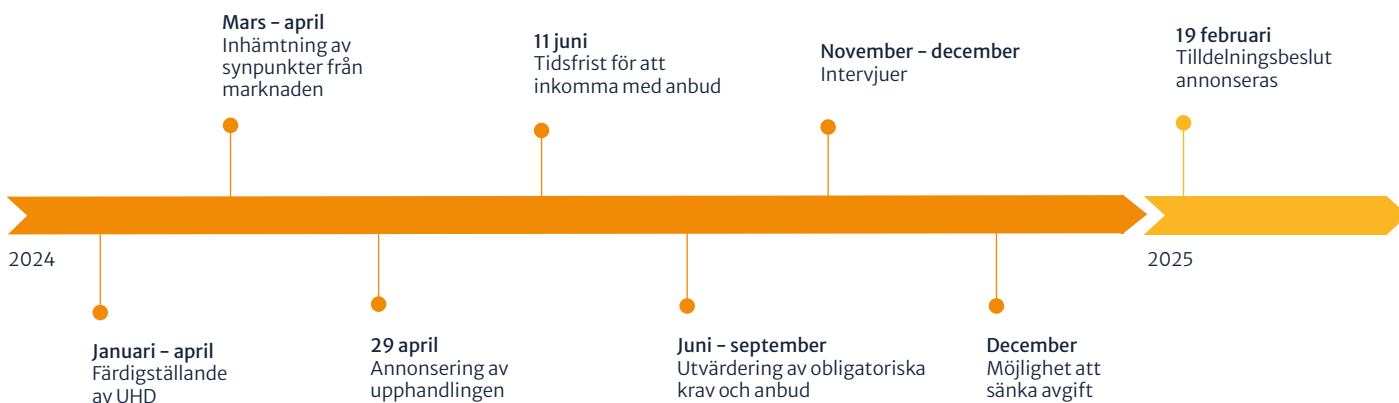 Mars – april
Inhämtning av
synpunkter från
marknaden
11 juni
Tidsfrist för att
inkomma med anbud
November – december
Intervjuer
19 februari
Tilldelningsbeslut
annonseras
2024
2025
Januari – april
Färdigställande
av UHD
29 april
Annonsering av
upphandlingen
Juni – september
Utvärdering av obligatoriska
krav och anbud
December
Möjlighet att
sänka avgift